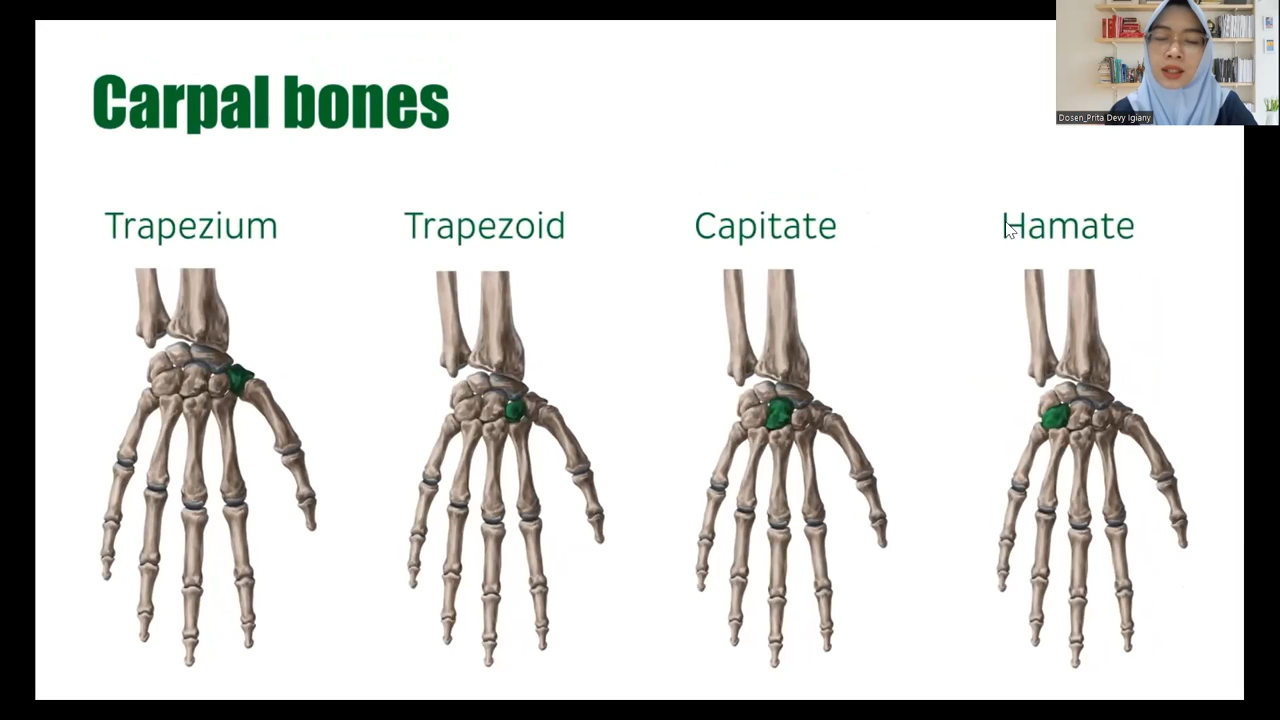 Carpal bones
Dosen_Prita Devy Igiany
Trapezium
Trapezoid
Capitate
Hamate